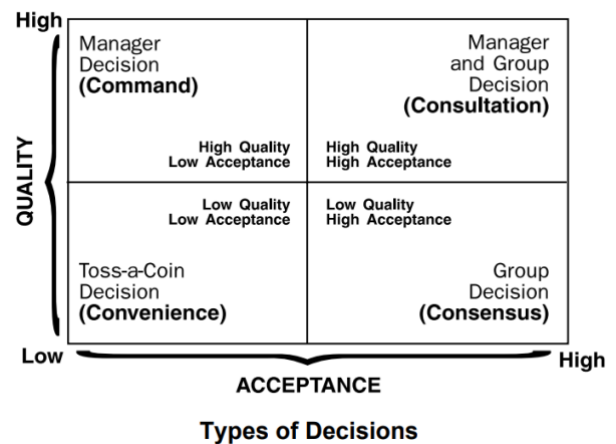 High
Manager
Decision
(Command)
High Quality
Low Acceptance
Manager
and Group
Decision
(Consultation)
High Quality
High Acceptance
QUALITY
Low Quality
Low Acceptance
Toss-a-Coin
Decision
(Convenience)
Low Quality
High Acceptance
Group
Decision
(Consensus)
Low
High
ACCEPTANCE
Types of Decisions